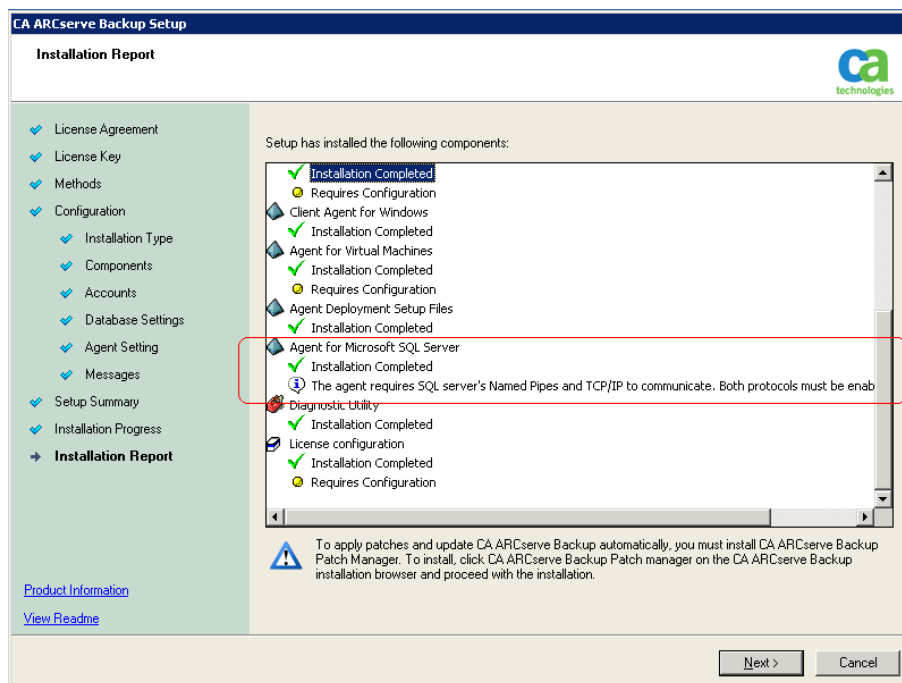 CA ARCserve Backup Setup
Installation Report
ca
technologies
License Agreement
License Key
Methods
Configuration
Installation Type
Components
Accounts
Database Settings
Agent Setting
Messages
Setup Summary
Installation Progress
Installation Report
Product Information
View Readme
Setup has installed the following components:
Installation Completed
Requires Configuration
Client Agent for Windows
Installation Completed
Agent for Virtual Machines
Installation Completed
Requires Configuration
Agent Deployment Setup Files
Installation Completed
Agent for Microsoft SQL Server
Installation Completed
The agent requires SQL server's Named Pipes and TCP/IP to communicate. Both protocols must be enab
Diagnostic Utility
Installation Completed
License configuration
Installation Completed
Requires Configuration
To apply patches and update CA ARCserve Backup automatically, you must install CA ARCserve Backup
Patch Manager. To install, click CA ARCserve Backup Patch manager on the CA ARCserve Backup
installation browser and proceed with the installation.
Next >
Cancel